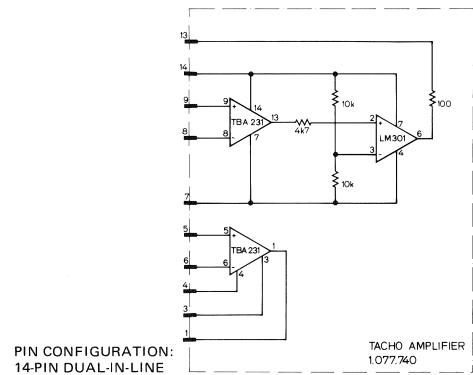 13
14
9 9 +
14
TBA 231
13
4k7
8 8 -
7
10k
2 +
7
LM301
6
100
3 -
4
10k
7
5 5 +
TBA231
1
6 6 -
4
3
4
3
1
PIN CONFIGURATION:
14-PIN DUAL-IN-LINE
TACHO AMPLIFIER
1.077.740